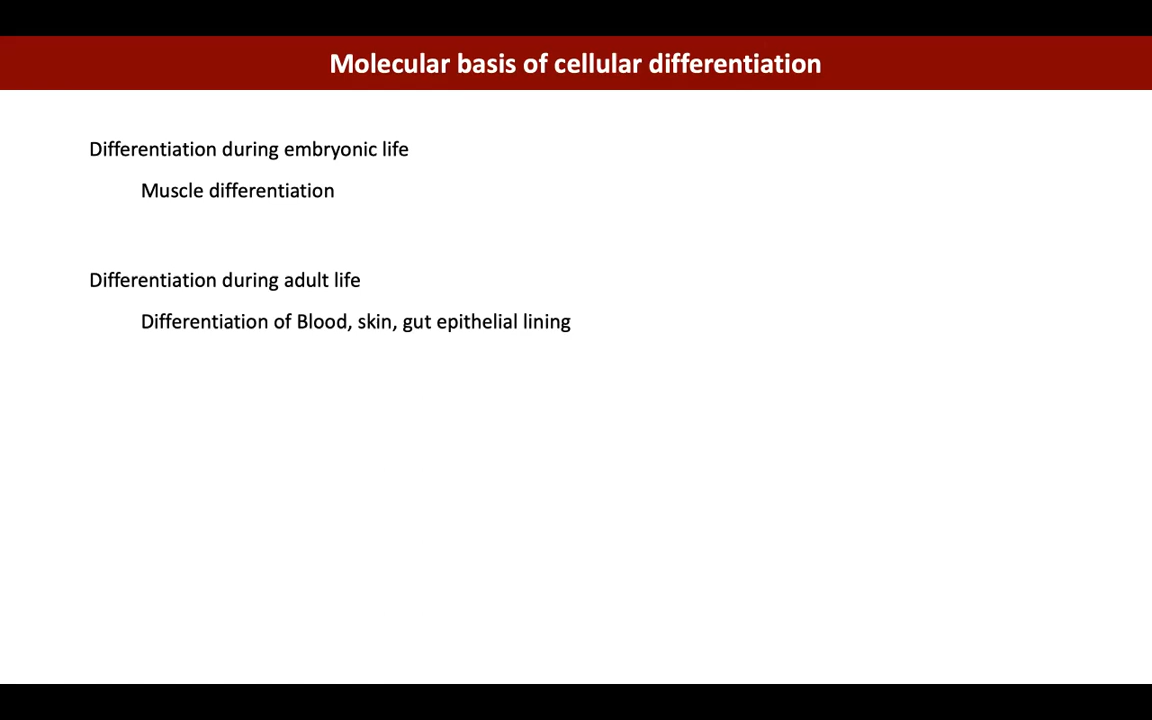 Molecular basis of cellular differentiation
Differentiation during embryonic life
Muscle differentiation
Differentiation during adult life
Differentiation of Blood, skin, gut epithelial lining